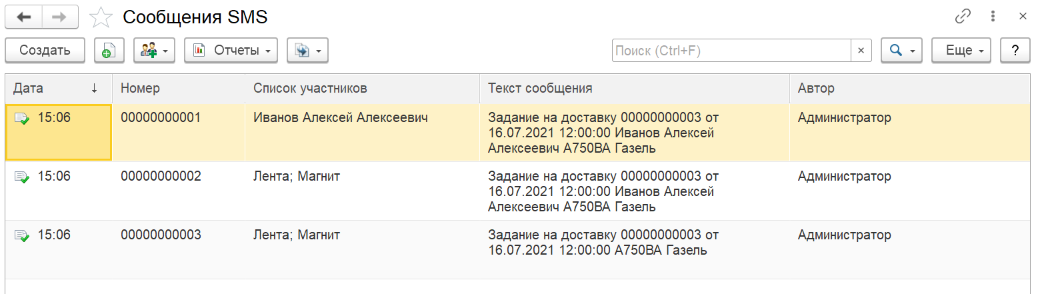 Сообщения SMS
Создать
Отчеты
Поиск (Ctrl+F)
×
Еще
?
Дата ↓ Номер Список участников Текст сообщения Автор
15:06 00000000001 Иванов Алексей Алексеевич Задание на доставку 00000000003 от Администратор
16.07.2021 12:00:00 Иванов Алексей
Алексеевич А750ВА Газель
15:06 00000000002 Лента; Магнит Задание на доставку 00000000003 от Администратор
16.07.2021 12:00:00 Иванов Алексей
Алексеевич А750ВА Газель
15:06 00000000003 Лента; Магнит Задание на доставку 00000000003 от Администратор
16.07.2021 12:00:00 А750ВА Газель